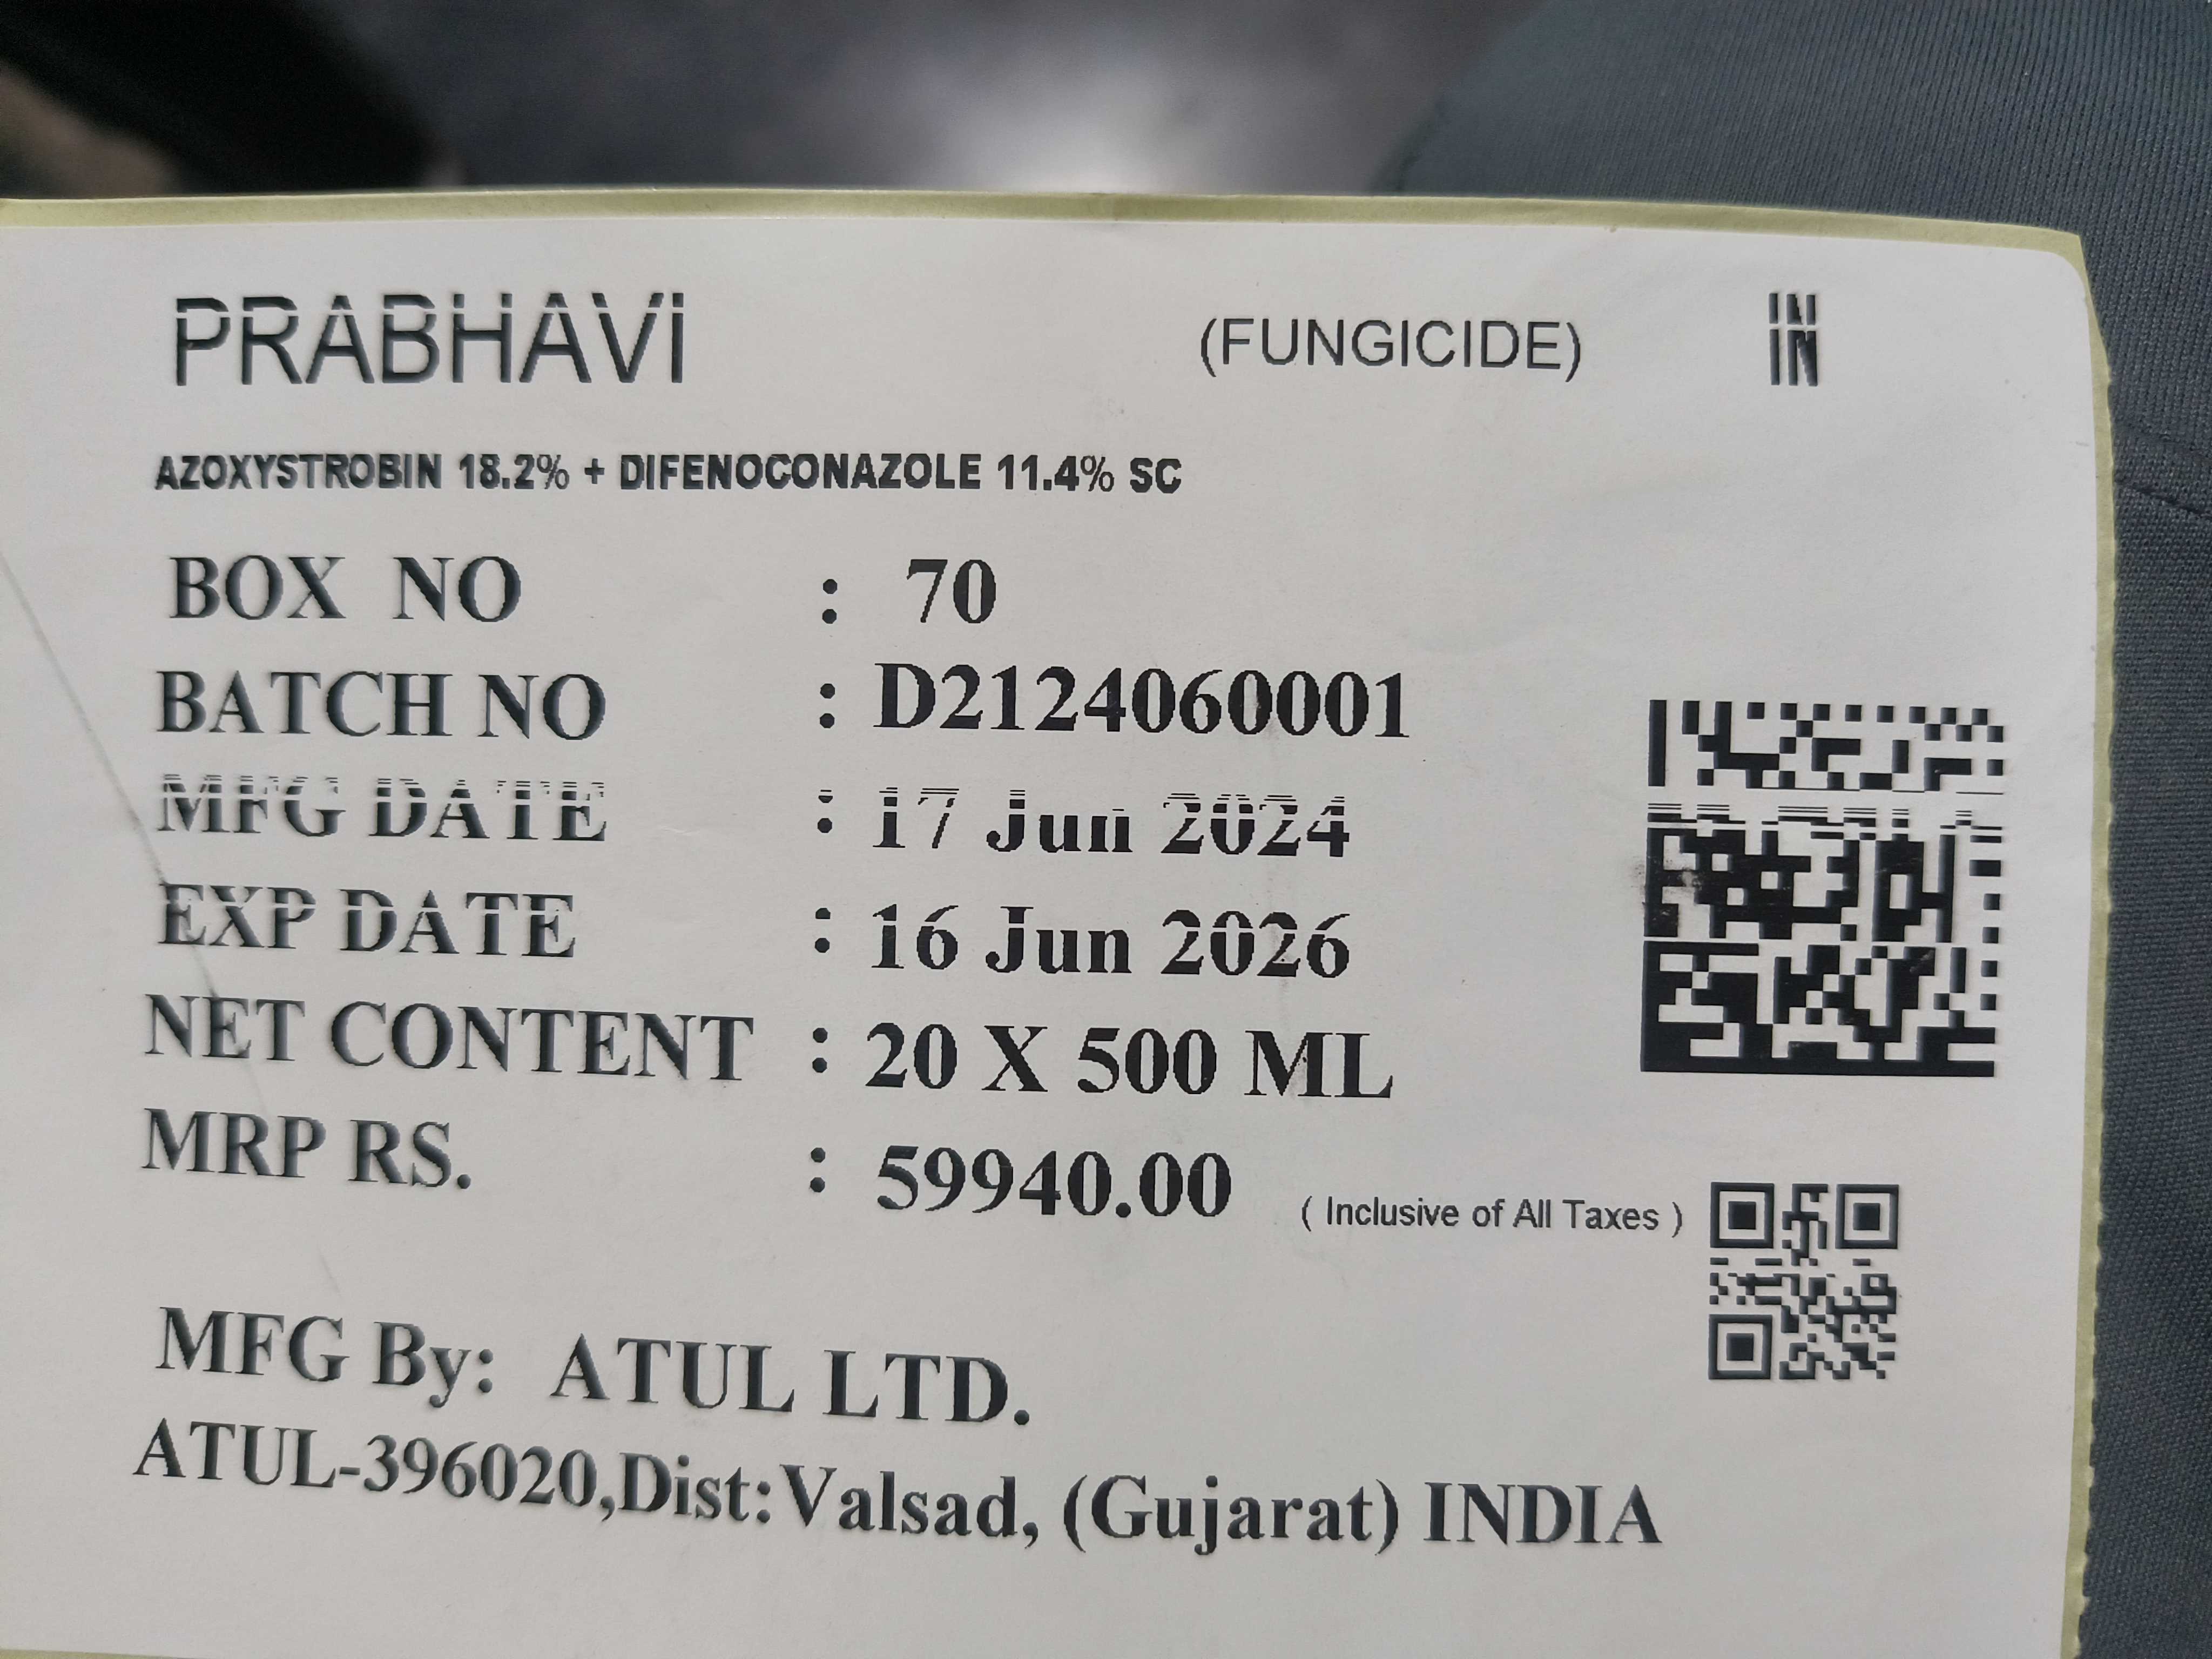 PRABHAVI (FUNGICIDE) IN
AZOXYSTROBIN 18.2% + DIFENOCONAZOLE 11.4% SC
BOX NO : 70
BATCH NO : D2124060001
MFG DATE : 17 Jun 2024
EXP DATE : 16 Jun 2026
NET CONTENT : 20 X 500 ML
MRP RS. : 59940.00 ( Inclusive of All Taxes )
MFG By: ATUL LTD.
ATUL-396020,Dist:Valsad, (Gujarat) INDIA